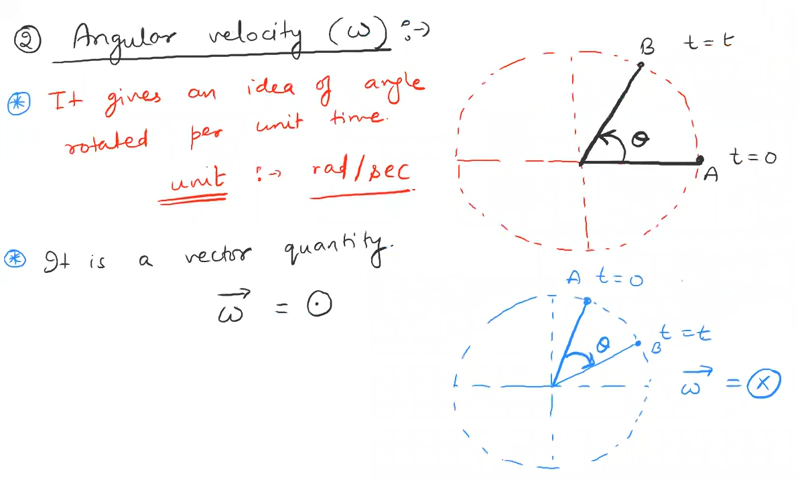 ② Angular velocity (ω) :→
* It gives an idea of angle
rotated per unit time.
unit :→ rad/sec
B t = t
θ
A t = 0
* It is a vector quantity.
ω⃗ = ⊙
A t = 0
θ
B t = t
ω⃗ = ⊗